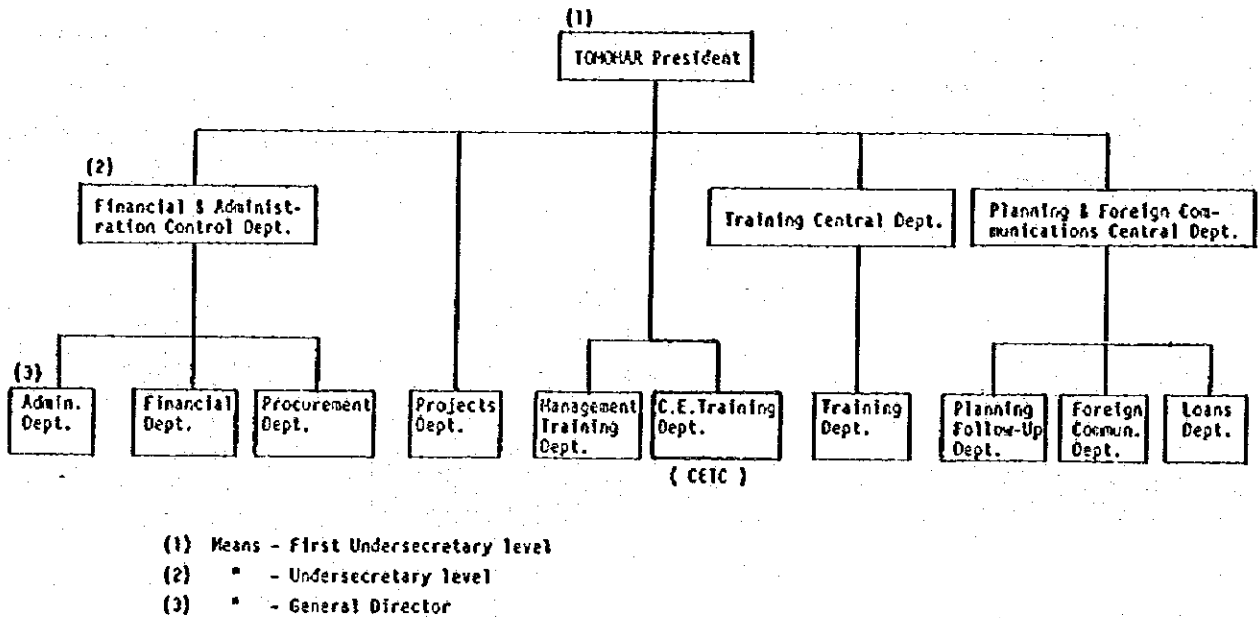 (1)
TOMOHAR President
(2)
Financial & Administ-
ration Control Dept.
Training Central Dept.
Planning & Foreign Com-
munications Central Dept.
(3)
Admin.
Dept.
Financial
Dept.
Procurement
Dept.
Projects
Dept.
Management
Training
Dept.
C.E.Training
Dept.
( CETC )
Training
Dept.
Planning
Follow-Up
Dept.
Foreign
Commun.
Dept.
Loans
Dept.
(1) Means - First Undersecretary level
(2) " - Undersecretary level
(3) " - General Director